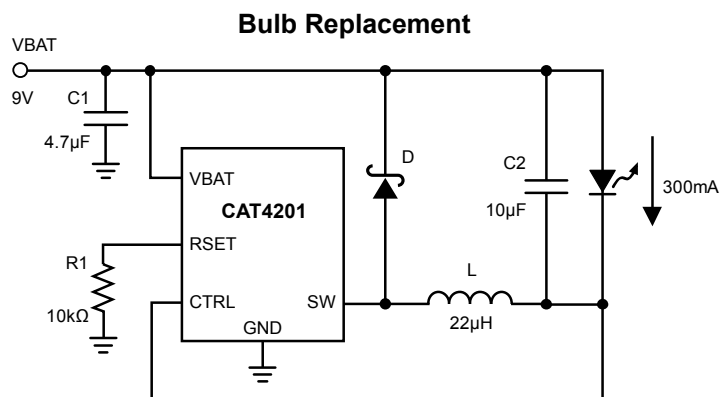 Bulb Replacement
VBAT
9V
C1
4.7μF
D
C2
10μF
300mA
VBAT
CAT4201
RSET
R1
10kΩ
CTRL
SW
GND
L
22μH